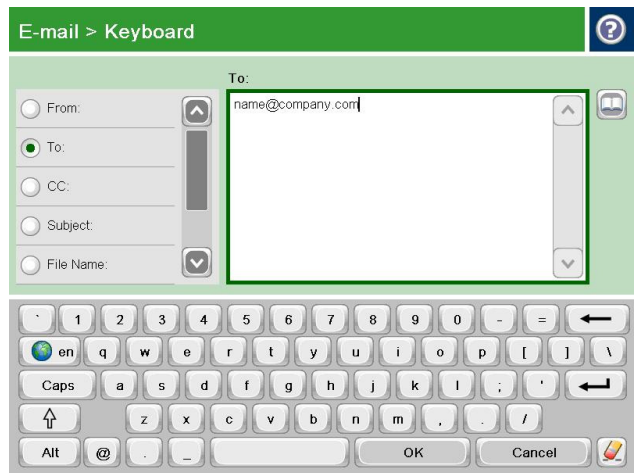 E-mail > Keyboard
?
To:
From:
name@company.com
To:
CC:
Subject:
File Name:
` 1 2 3 4 5 6 7 8 9 0 - =
en q w e r t y u i o p [ ] \
Caps a s d f g h j k l ; '
z x c v b n m , . /
Alt @ . _ OK Cancel